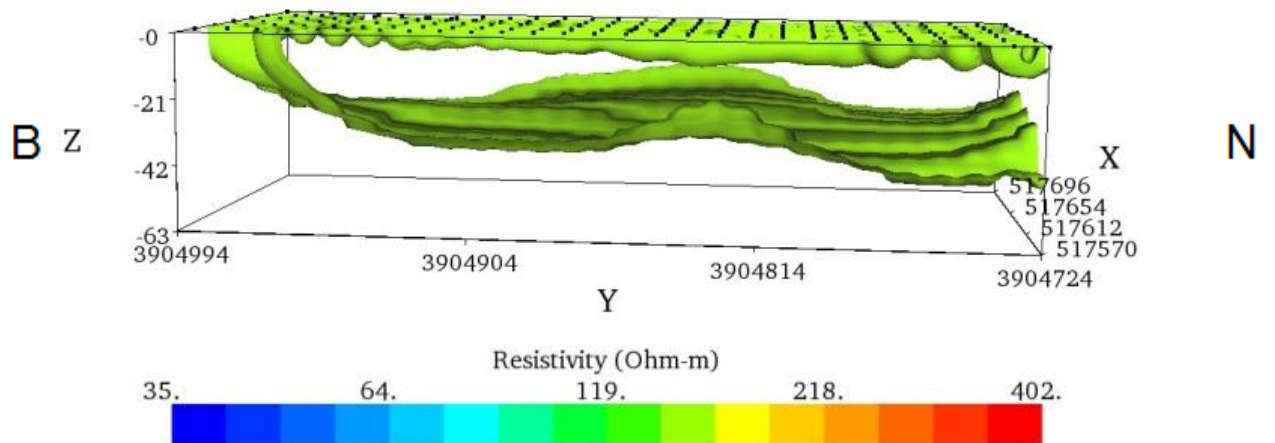 -0
-21
B Z
-42
-63
X
N
517696
517654
517612
517570
3904994
3904904
3904814
3904724
Y
Resistivity (Ohm-m)
35. 64. 119. 218. 402.